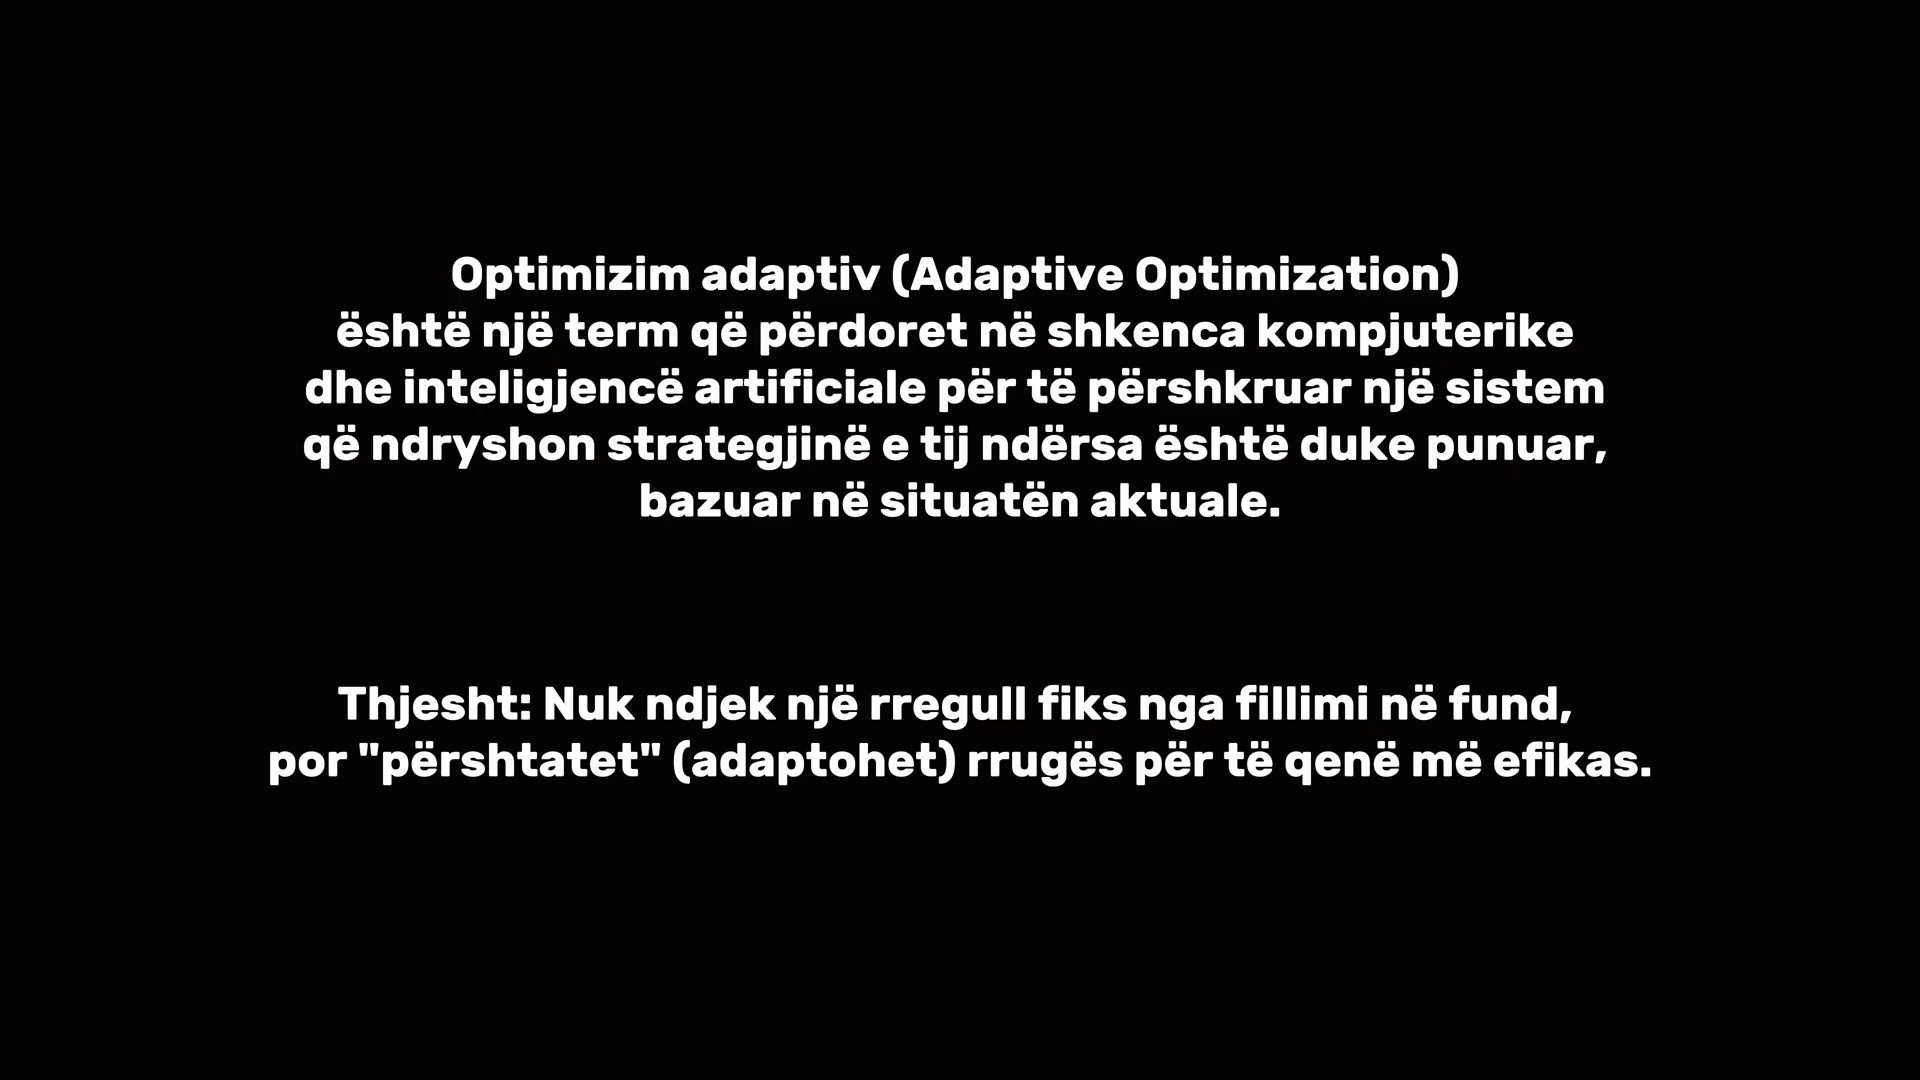 Optimizim adaptiv (Adaptive Optimization)
është një term që përdoret në shkenca kompjuterike
dhe inteligjencë artificiale për të përshkruar një sistem
që ndryshon strategjinë e tij ndërsa është duke punuar,
bazuar në situatën aktuale.
Thjesht: Nuk ndjek një rregull fiks nga fillimi në fund,
por "përshtatet" (adaptohet) rrugës për të qenë më efikas.